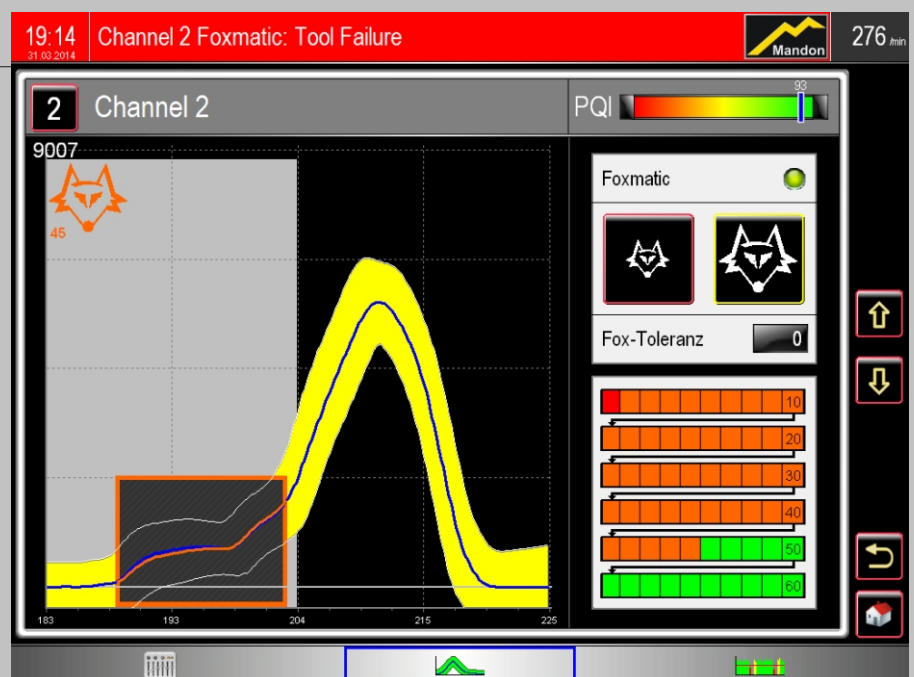 19:14
31.03.2014
Channel 2 Foxmatic: Tool Failure
Mandon
276 /min
2
Channel 2
PQI
93
9007
45
183
193
204
215
225
Foxmatic
Fox-Toleranz
0
10
20
30
40
50
60